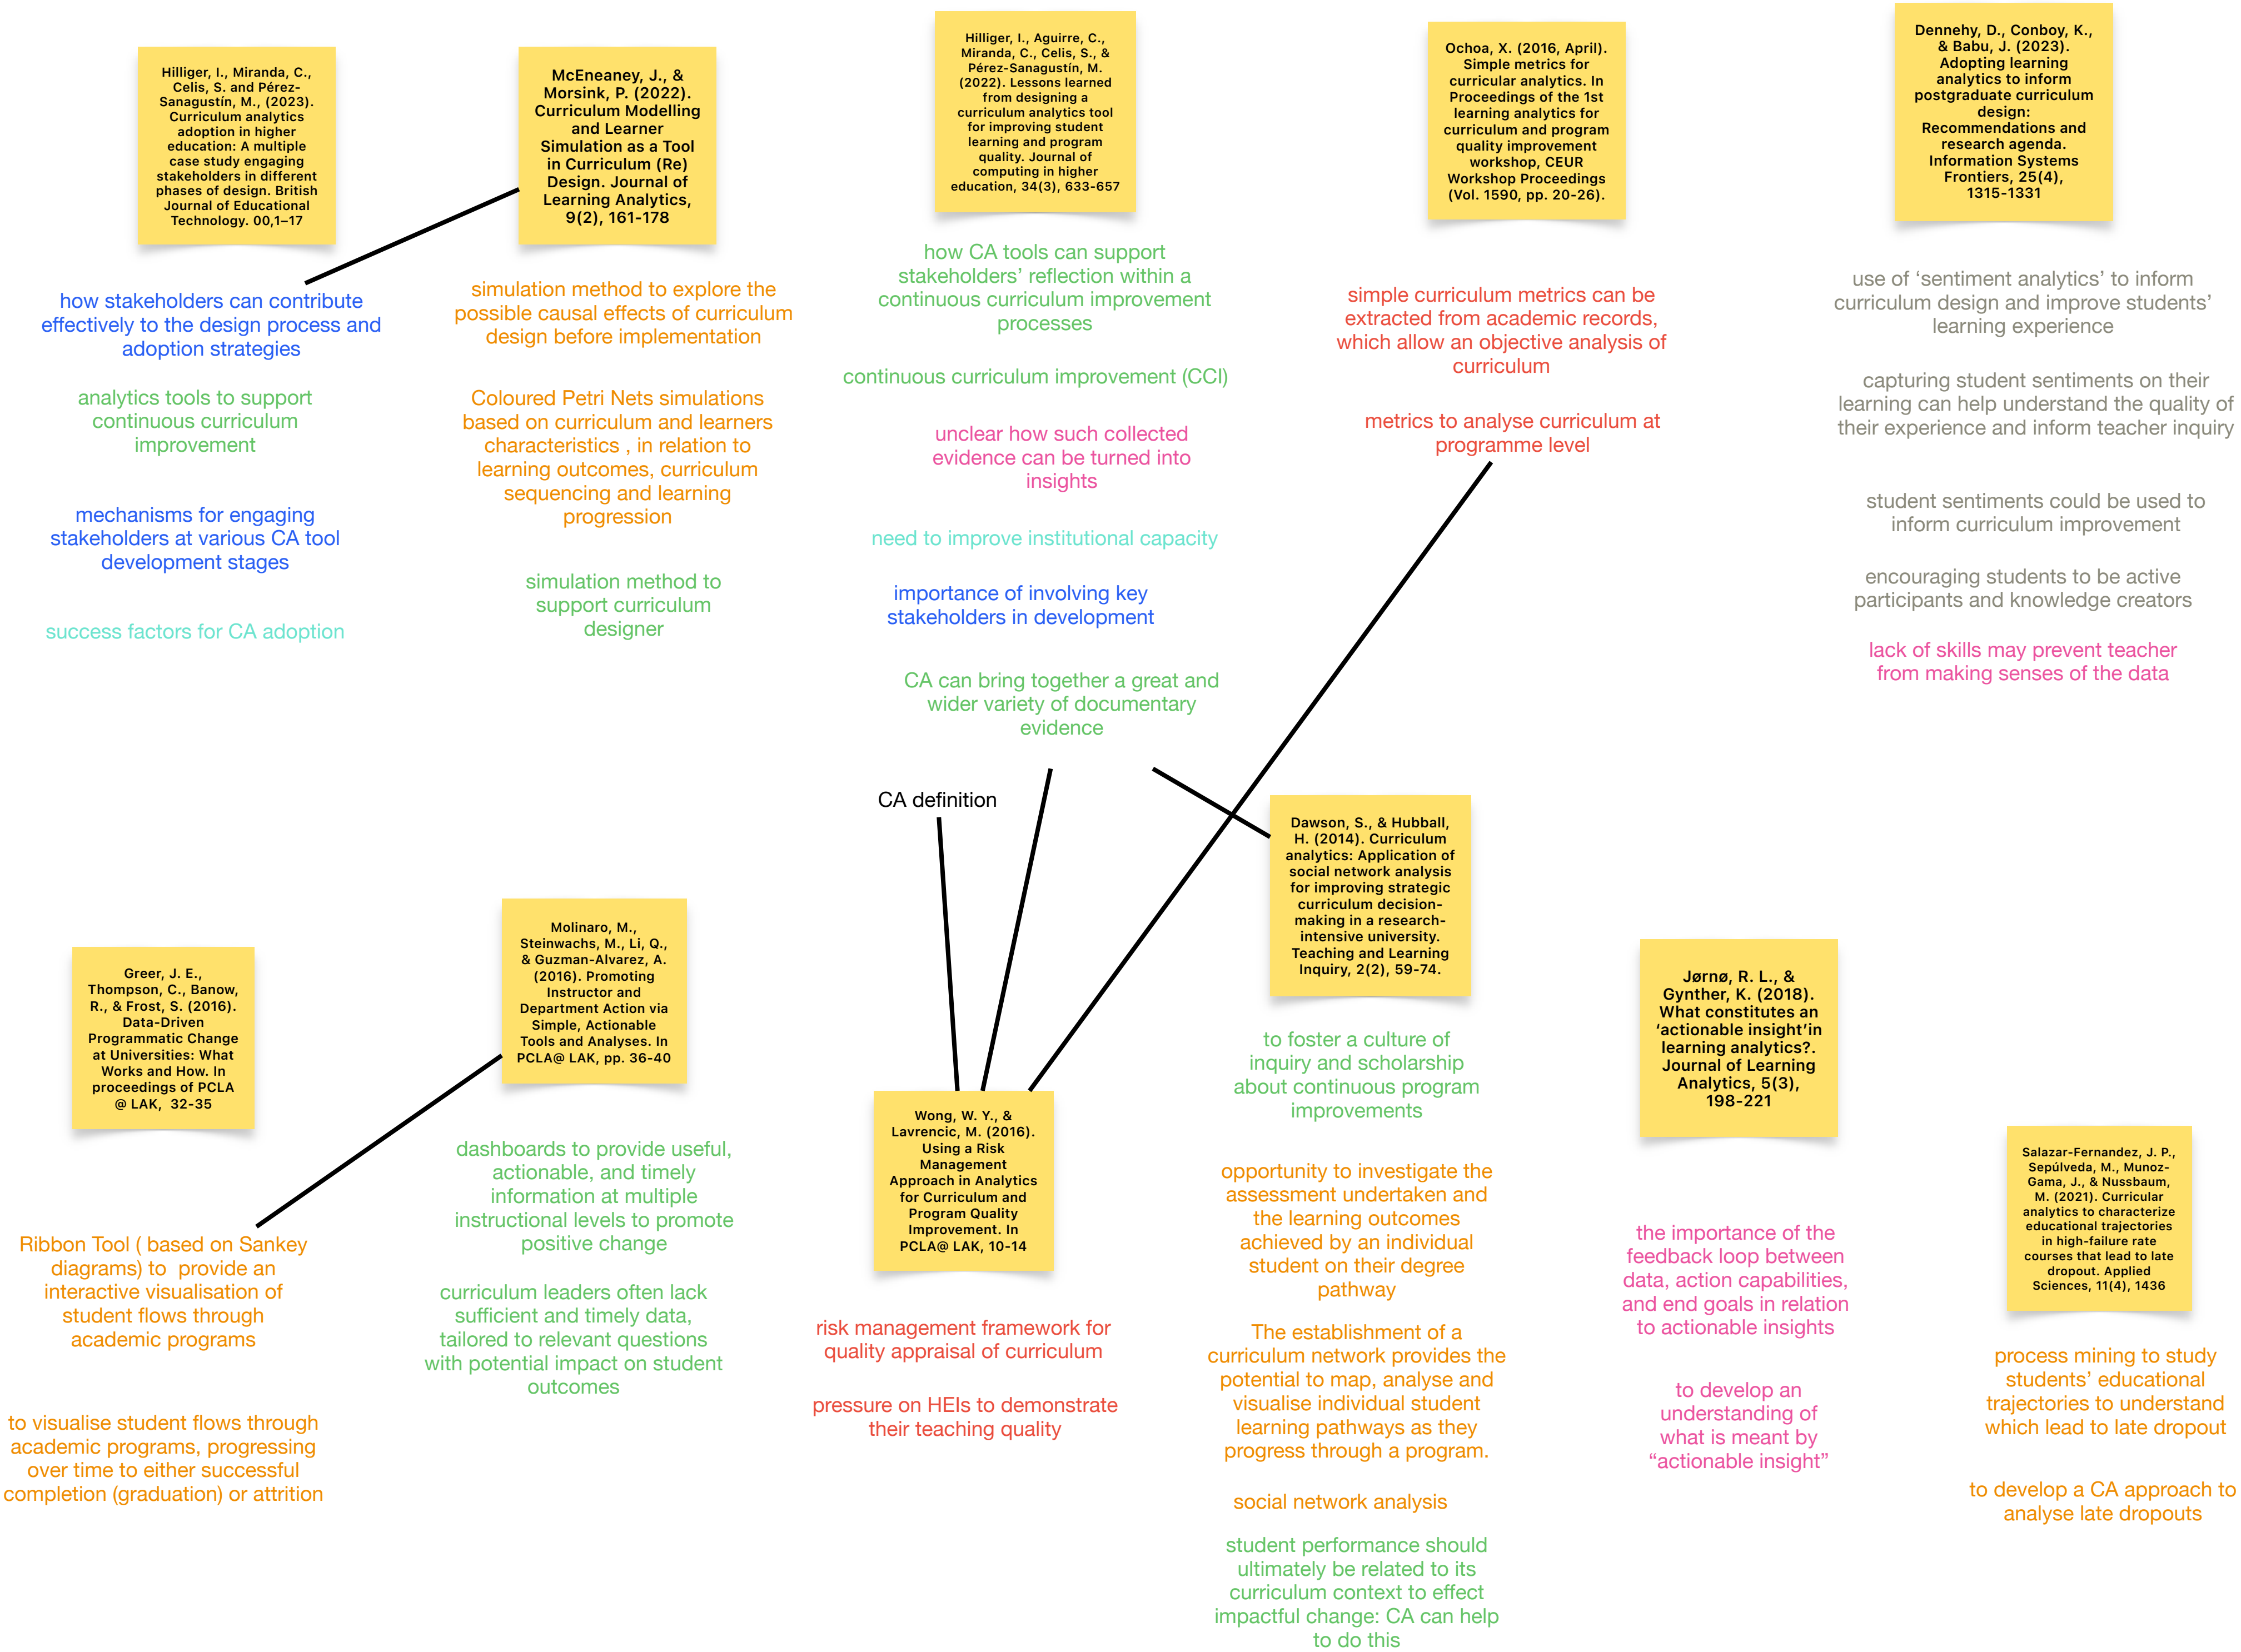 Hilliger, I., Miranda, C.,
Celis, S. and Pérez-
Sanagustín, M., (2023).
Curriculum analytics
adoption in higher
education: A multiple
case study engaging
stakeholders in different
phases of design. British
Journal of Educational
Technology. 00,1–17
how stakeholders can contribute
effectively to the design process and
adoption strategies
analytics tools to support
continuous curriculum
improvement
mechanisms for engaging
stakeholders at various CA tool
development stages
success factors for CA adoption
McEneaney, J., &
Morsink, P. (2022).
Curriculum Modelling
and Learner
Simulation as a Tool
in Curriculum (Re)
Design. Journal of
Learning Analytics,
9(2), 161-178
simulation method to explore the
possible causal effects of curriculum
design before implementation
Coloured Petri Nets simulations
based on curriculum and learners
characteristics , in relation to
learning outcomes, curriculum
sequencing and learning
progression
simulation method to
support curriculum
designer
Hilliger, I., Aguirre, C.,
Miranda, C., Celis, S., &
Pérez-Sanagustín, M.
(2022). Lessons learned
from designing a
curriculum analytics tool
for improving student
learning and program
quality. Journal of
computing in higher
education, 34(3), 633-657
how CA tools can support
stakeholders’ reflection within a
continuous curriculum improvement
processes
continuous curriculum improvement (CCI)
unclear how such collected
evidence can be turned into
insights
need to improve institutional capacity
importance of involving key
stakeholders in development
CA can bring together a great and
wider variety of documentary
evidence
Ochoa, X. (2016, April).
Simple metrics for
curricular analytics. In
Proceedings of the 1st
learning analytics for
curriculum and program
quality improvement
workshop, CEUR
Workshop Proceedings
(Vol. 1590, pp. 20-26).
simple curriculum metrics can be
extracted from academic records,
which allow an objective analysis of
curriculum
metrics to analyse curriculum at
programme level
Dennehy, D., Conboy, K.,
& Babu, J. (2023).
Adopting learning
analytics to inform
postgraduate curriculum
design:
Recommendations and
research agenda.
Information Systems
Frontiers, 25(4),
1315-1331
use of ‘sentiment analytics’ to inform
curriculum design and improve students’
learning experience
capturing student sentiments on their
learning can help understand the quality of
their experience and inform teacher inquiry
student sentiments could be used to
inform curriculum improvement
encouraging students to be active
participants and knowledge creators
lack of skills may prevent teacher
from making senses of the data
Greer, J. E.,
Thompson, C., Banow,
R., & Frost, S. (2016).
Data-Driven
Programmatic Change
at Universities: What
Works and How. In
proceedings of PCLA
@ LAK, 32-35
Ribbon Tool ( based on Sankey
diagrams) to provide an
interactive visualisation of
student flows through
academic programs
to visualise student flows through
academic programs, progressing
over time to either successful
completion (graduation) or attrition
Molinaro, M.,
Steinwachs, M., Li, Q.,
& Guzman-Alvarez, A.
(2016). Promoting
Instructor and
Department Action via
Simple, Actionable
Tools and Analyses. In
PCLA@ LAK, pp. 36-40
dashboards to provide useful,
actionable, and timely
information at multiple
instructional levels to promote
positive change
curriculum leaders often lack
sufficient and timely data,
tailored to relevant questions
with potential impact on student
outcomes
CA definition
Wong, W. Y., &
Lavrencic, M. (2016).
Using a Risk
Management
Approach in Analytics
for Curriculum and
Program Quality
Improvement. In
PCLA@ LAK, 10-14
risk management framework for
quality appraisal of curriculum
pressure on HEIs to demonstrate
their teaching quality
Dawson, S., & Hubball,
H. (2014). Curriculum
analytics: Application of
social network analysis
for improving strategic
curriculum decision-
making in a research-
intensive university.
Teaching and Learning
Inquiry, 2(2), 59-74.
to foster a culture of
inquiry and scholarship
about continuous program
improvements
opportunity to investigate the
assessment undertaken and
the learning outcomes
achieved by an individual
student on their degree
pathway
The establishment of a
curriculum network provides the
potential to map, analyse and
visualise individual student
learning pathways as they
progress through a program.
social network analysis
student performance should
ultimately be related to its
curriculum context to effect
impactful change: CA can help
to do this
Jørnø, R. L., &
Gynther, K. (2018).
What constitutes an
‘actionable insight’in
learning analytics?.
Journal of Learning
Analytics, 5(3),
198-221
the importance of the
feedback loop between
data, action capabilities,
and end goals in relation
to actionable insights
to develop an
understanding of
what is meant by
“actionable insight”
Salazar-Fernandez, J. P.,
Sepúlveda, M., Munoz-
Gama, J., & Nussbaum,
M. (2021). Curricular
analytics to characterize
educational trajectories
in high-failure rate
courses that lead to late
dropout. Applied
Sciences, 11(4), 1436
process mining to study
students’ educational
trajectories to understand
which lead to late dropout
to develop a CA approach to
analyse late dropouts